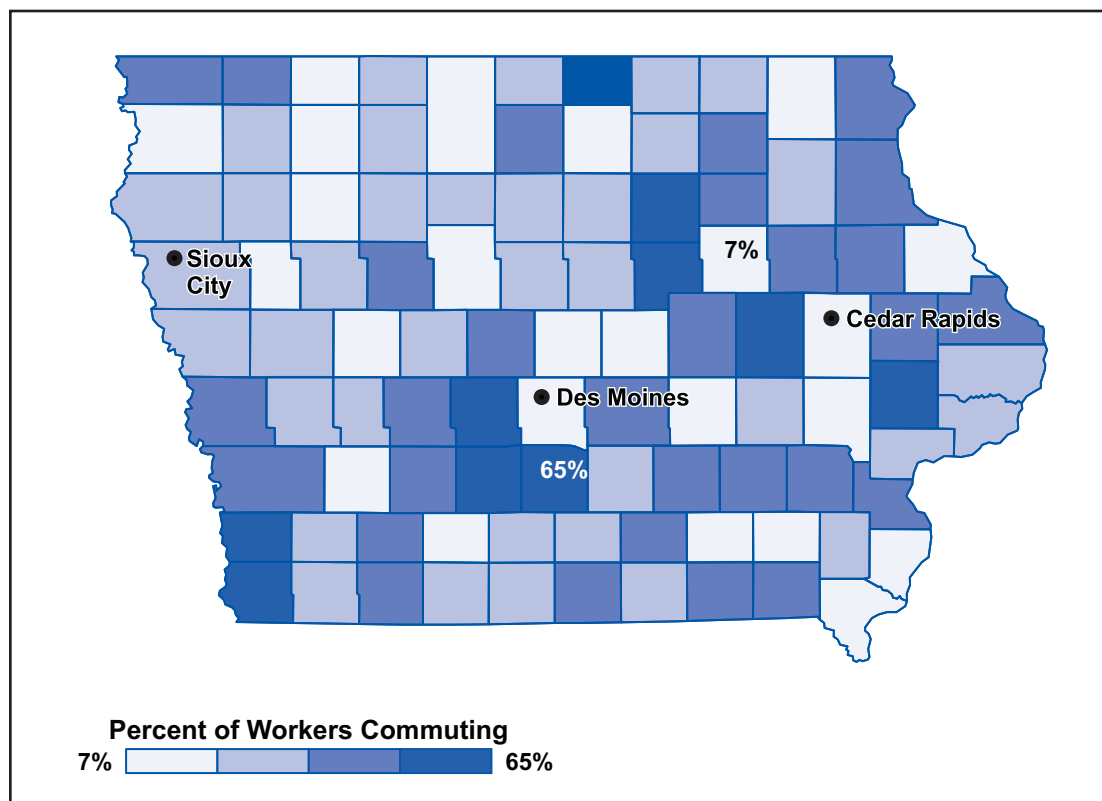 7%
Sioux
City
Cedar Rapids
Des Moines
65%
Percent of Workers Commuting
7% 65%